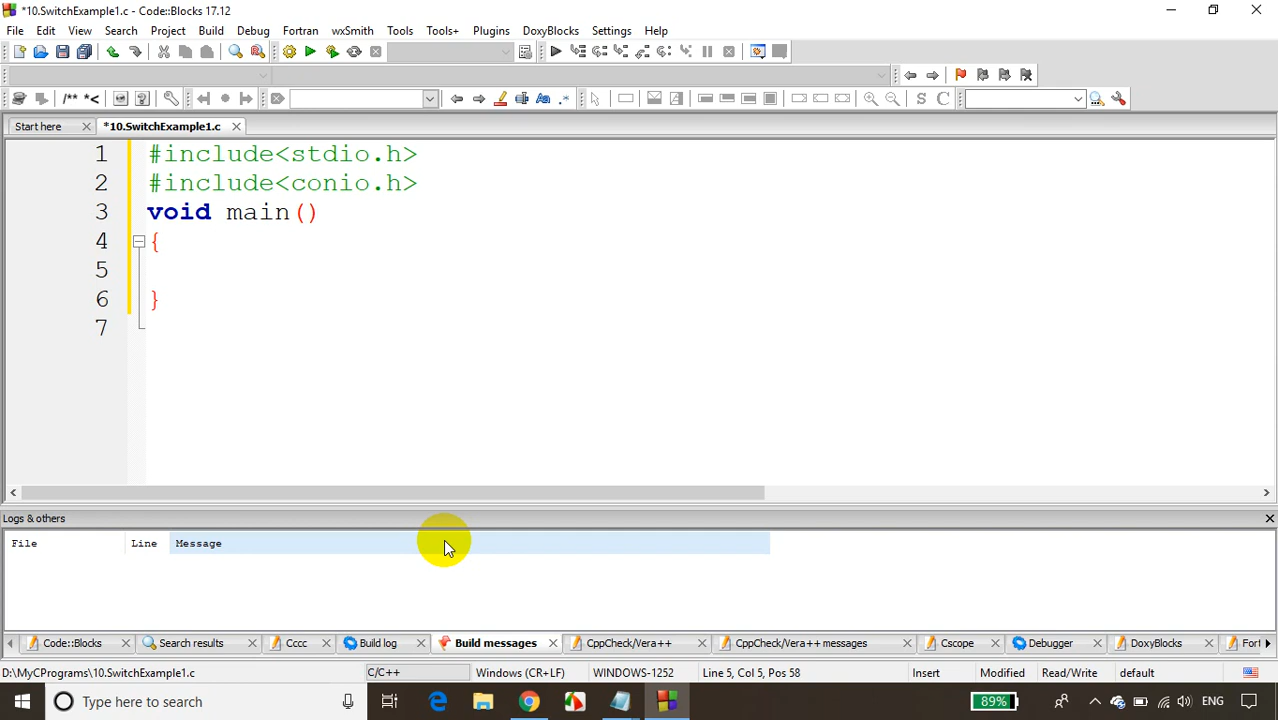 *10.SwitchExample1.c - Code::Blocks 17.12
File Edit View Search Project Build Debug Fortran wxSmith Tools Tools+ Plugins DoxyBlocks Settings Help
/** *<
S C
Start here *10.SwitchExample1.c
1 #include<stdio.h>
2 #include<conio.h>
3 void main()
4 {
5
6 }
7
Logs & others
File Line Message
Code::Blocks Search results Cccc Build log Build messages CppCheck/Vera++ CppCheck/Vera++ messages Cscope Debugger DoxyBlocks Fort
D:\MyCPrograms\10.SwitchExample1.c C/C++ Windows (CR+LF) WINDOWS-1252 Line 5, Col 5, Pos 58 Insert Modified Read/Write default
Type here to search 89% ENG